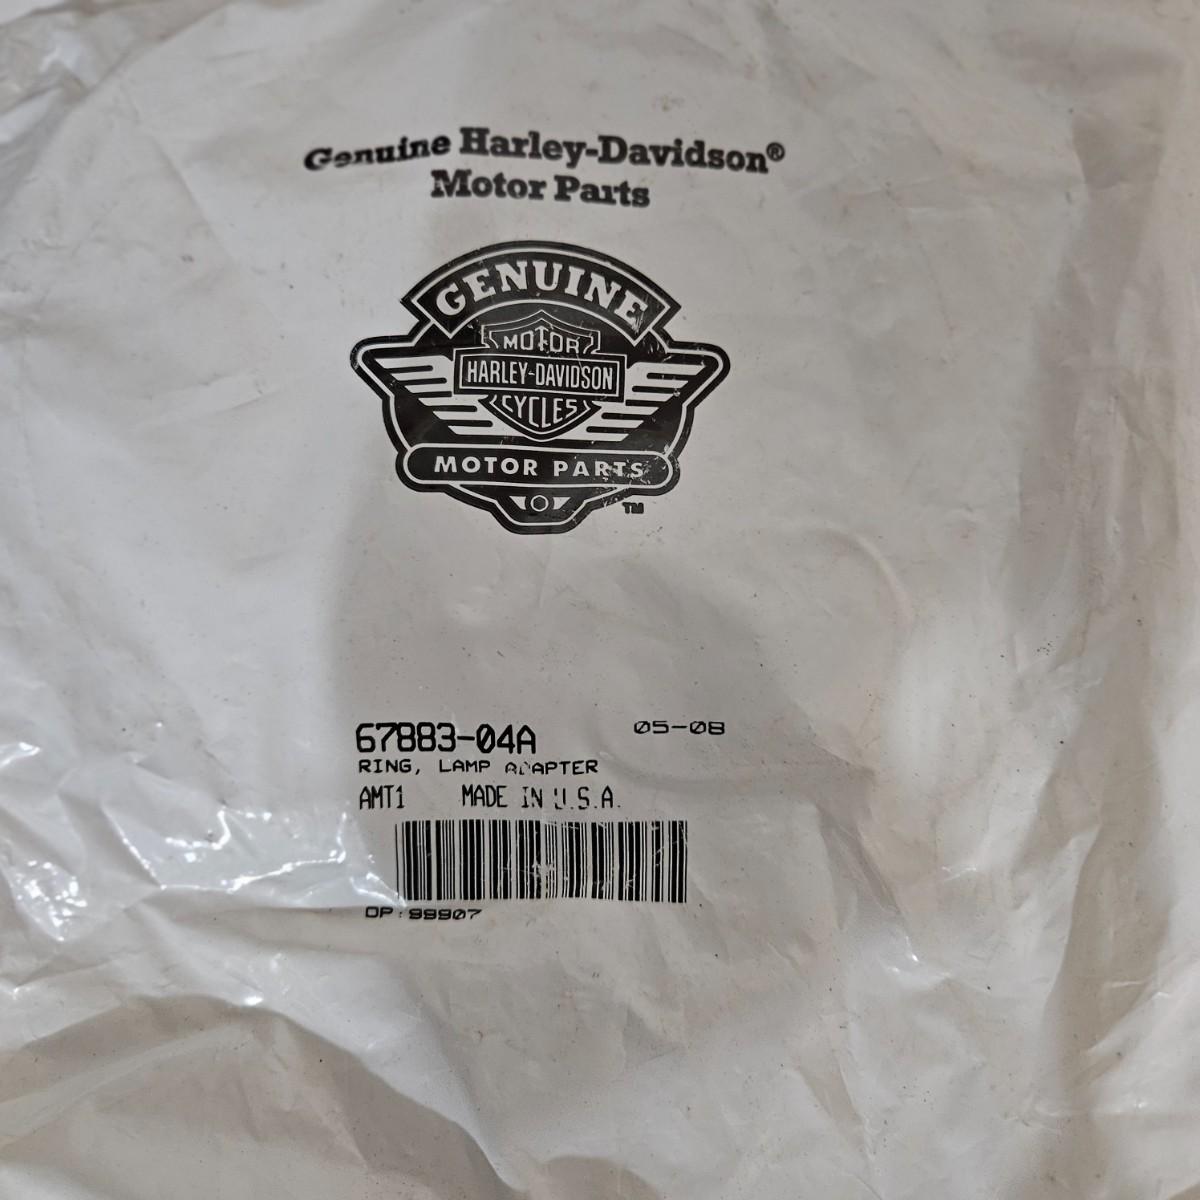 Genuine Harley-Davidson®
Motor Parts
GENUINE
MOTOR
HARLEY-DAVIDSON
CYCLES
MOTOR PARTS
TM
67883-04A 05-08
RING, LAMP ADAPTER
AMT1 MADE IN U.S.A.
OP: 99907